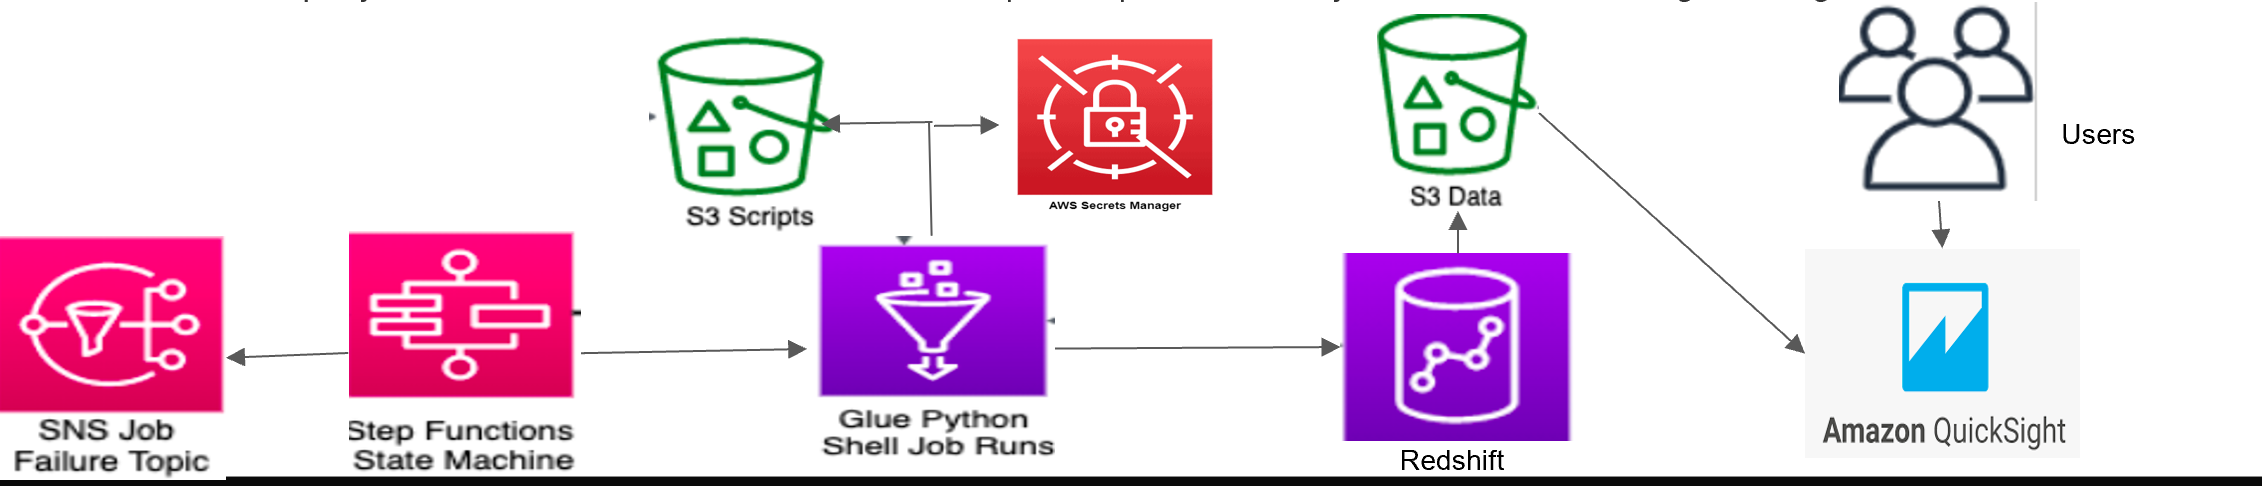 Users
S3 Scripts
AWS Secrets Manager
S3 Data
SNS Job
Failure Topic
Step Functions
State Machine
Glue Python
Shell Job Runs
Redshift
Amazon QuickSight